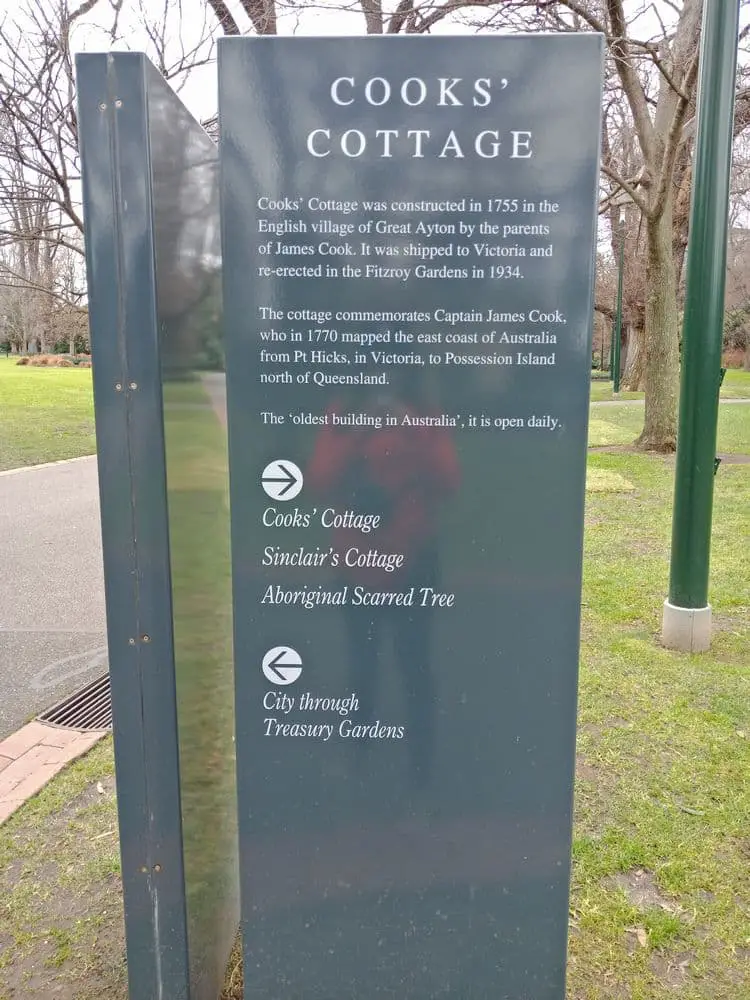 COOKS’
COTTAGE
Cooks’ Cottage was constructed in 1755 in the
English village of Great Ayton by the parents
of James Cook. It was shipped to Victoria and
re-erected in the Fitzroy Gardens in 1934.
The cottage commemorates Captain James Cook,
who in 1770 mapped the east coast of Australia
from Pt Hicks, in Victoria, to Possession Island
north of Queensland.
The ‘oldest building in Australia’, it is open daily.
Cooks’ Cottage
Sinclair’s Cottage
Aboriginal Scarred Tree
City through
Treasury Gardens